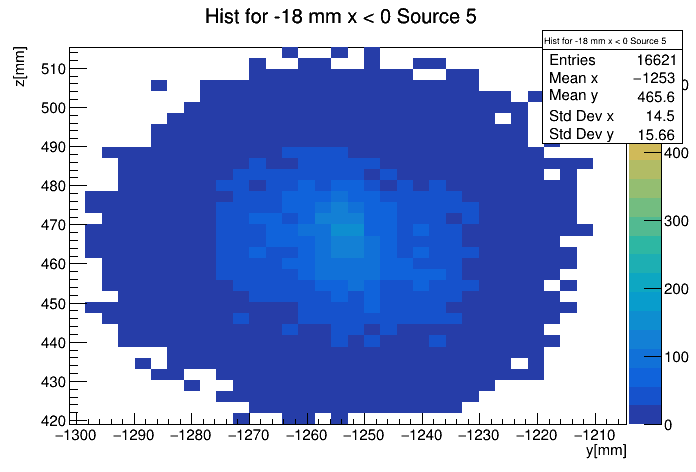 Hist for -18 mm x < 0 Source 5
z[mm]
Hist for -18 mm x < 0 Source 5
Entries 16621
Mean x −1253
Mean y 465.6
Std Dev x 14.5
Std Dev y 15.66
510
500
490
480
470
460
450
440
430
420
−1300 −1290 −1280 −1270 −1260 −1250 −1240 −1230 −1220 −1210
y[mm]
0
400
300
200
100
0